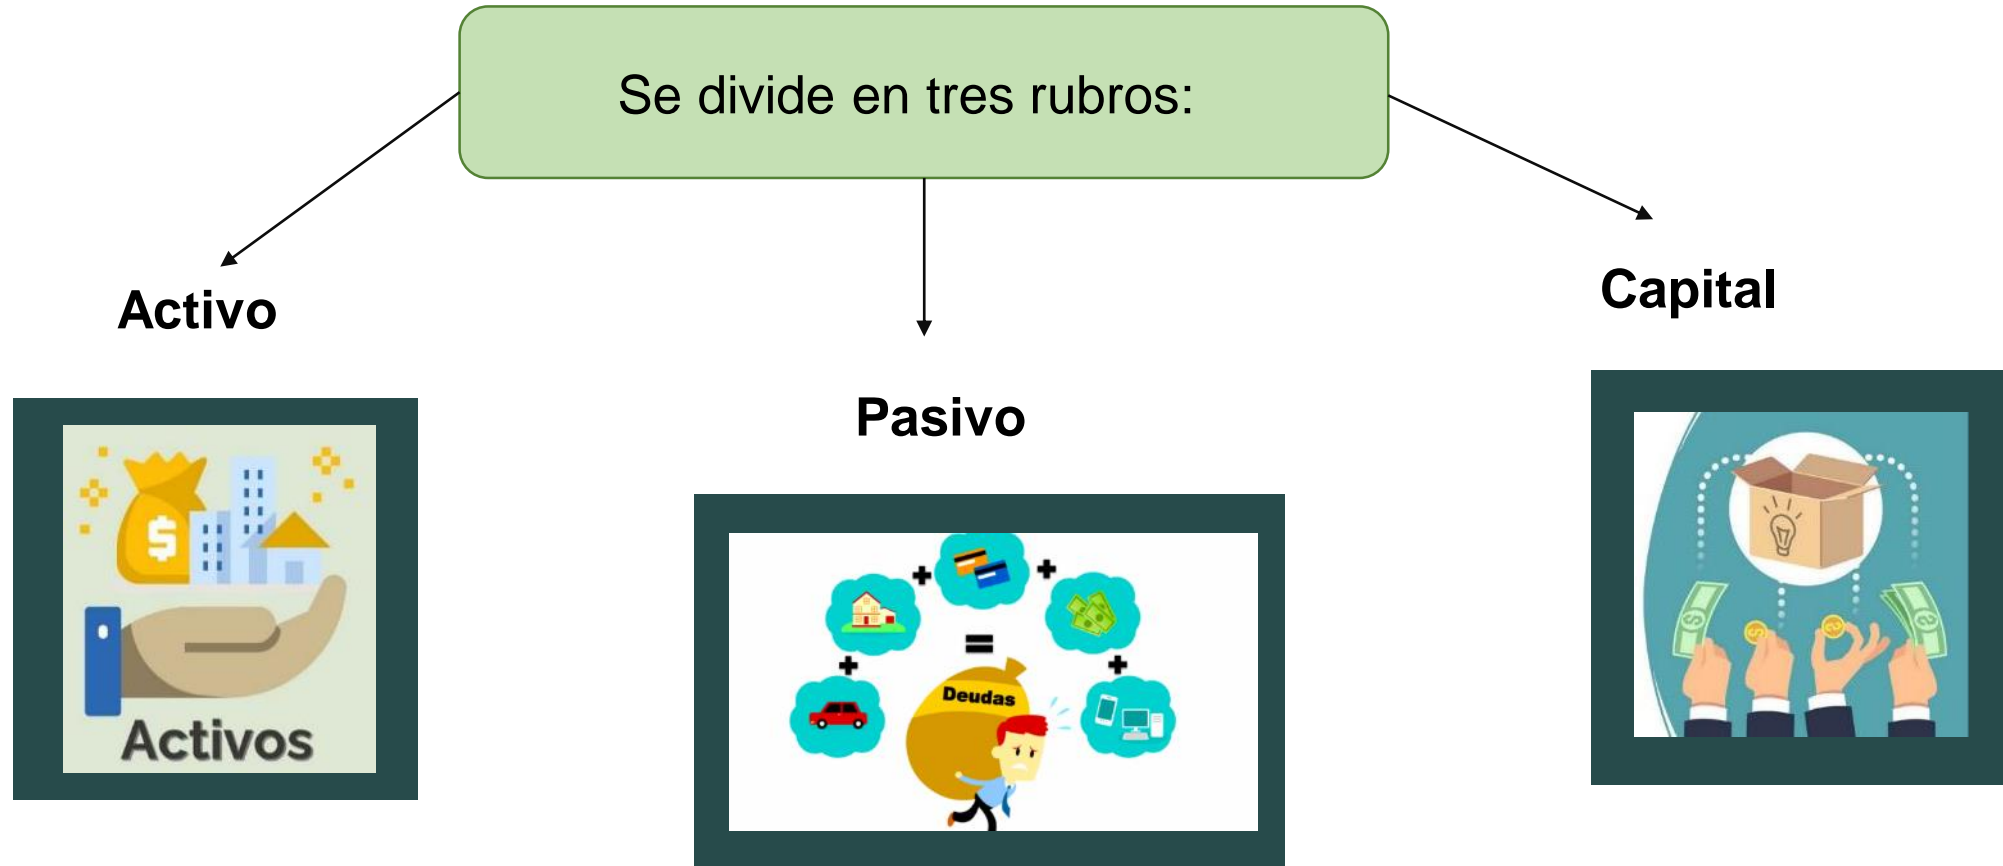 Se divide en tres rubros:
Activo
Pasivo
Capital
Activos
Deudas